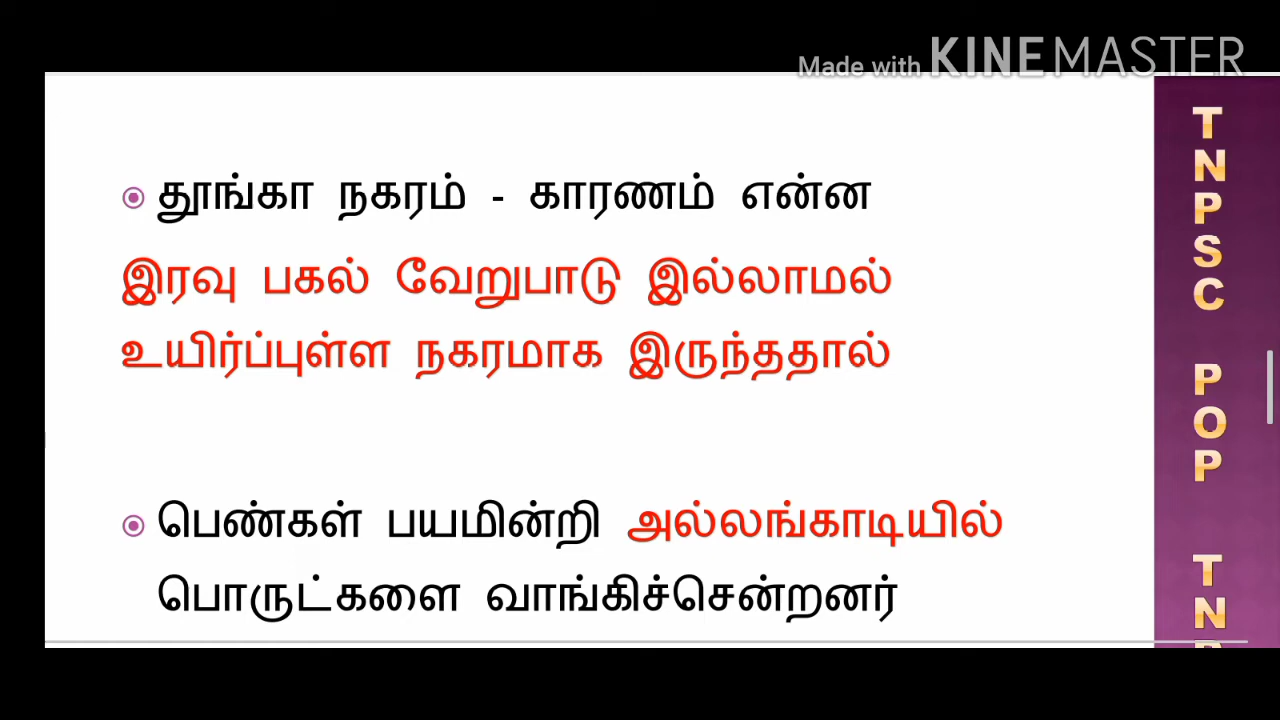 Made with KINEMASTER
தூங்கா நகரம் - காரணம் என்ன
இரவு பகல் வேறுபாடு இல்லாமல்
உயிர்ப்புள்ள நகரமாக இருந்ததால்
பெண்கள் பயமின்றி அல்லங்காடியில்
பொருட்களை வாங்கிச்சென்றனர்
TNPSC POP TN